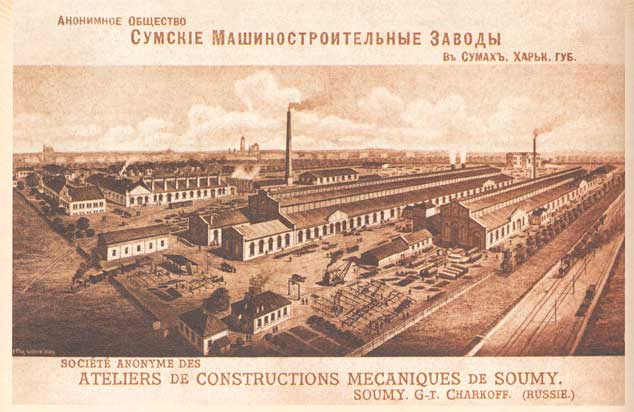 Анонимное Общество
Сумскіе Машиностроительные Заводы
Въ Сумахъ, Харьк. губ.
Société Anonyme des
Ateliers de Constructions Mecaniques de Soumy.
Soumy. G-t. Charkoff. (Russie.)